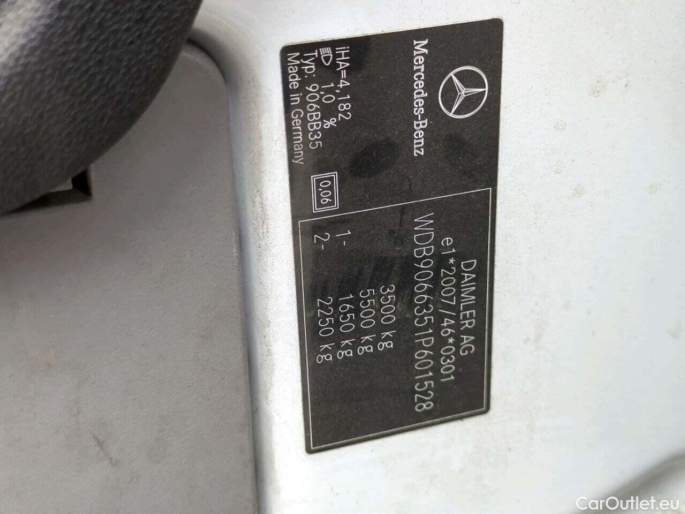 Mercedes-Benz
iHA=4,182
1,0 %
Typ: 906BB35
Made in Germany
0,06
DAIMLER AG
e1*2007/46*0301
WDB9066351P601528
3500 kg
5500 kg
1- 1650 kg
2- 2250 kg
CarOutlet.eu